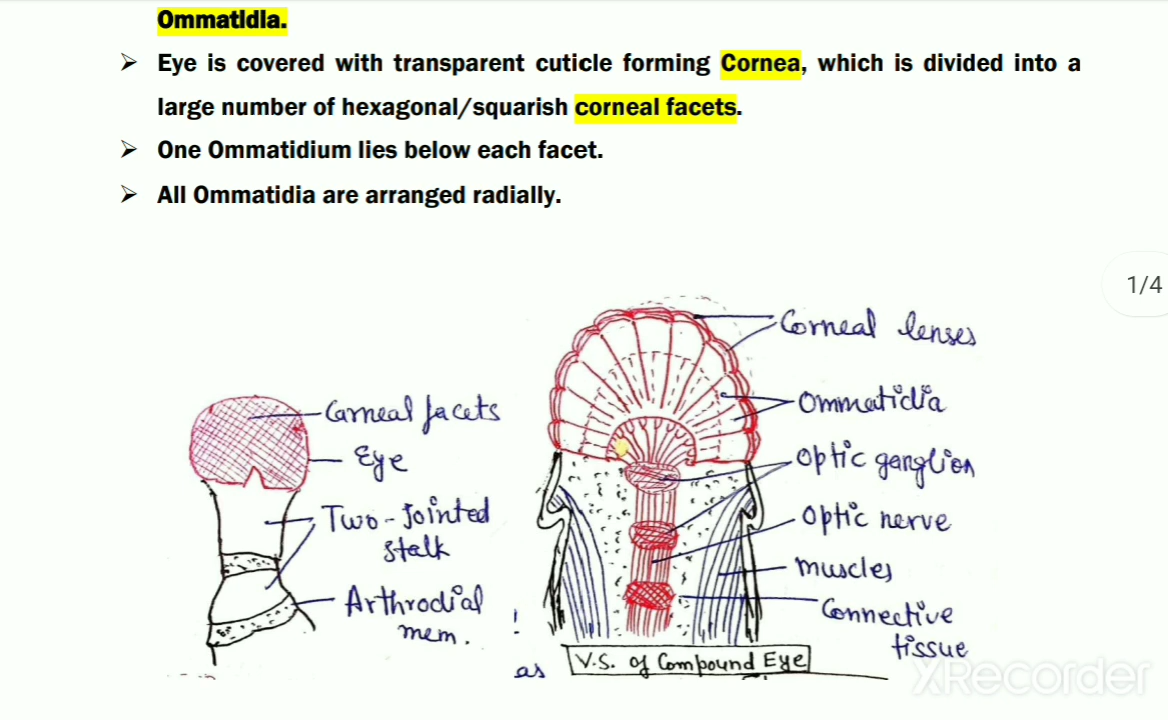 Ommatidia.
➢ Eye is covered with transparent cuticle forming Cornea, which is divided into a
large number of hexagonal/squarish corneal facets.
➢ One Ommatidium lies below each facet.
➢ All Ommatidia are arranged radially.
1/4
Corneal lenses
Corneal facets
Ommatidia
Eye
Optic ganglion
Two-Jointed
stalk
Optic nerve
muscles
Arthrodial
mem.
Connective
tissue
V.S. of Compound Eye
as
XRecorder